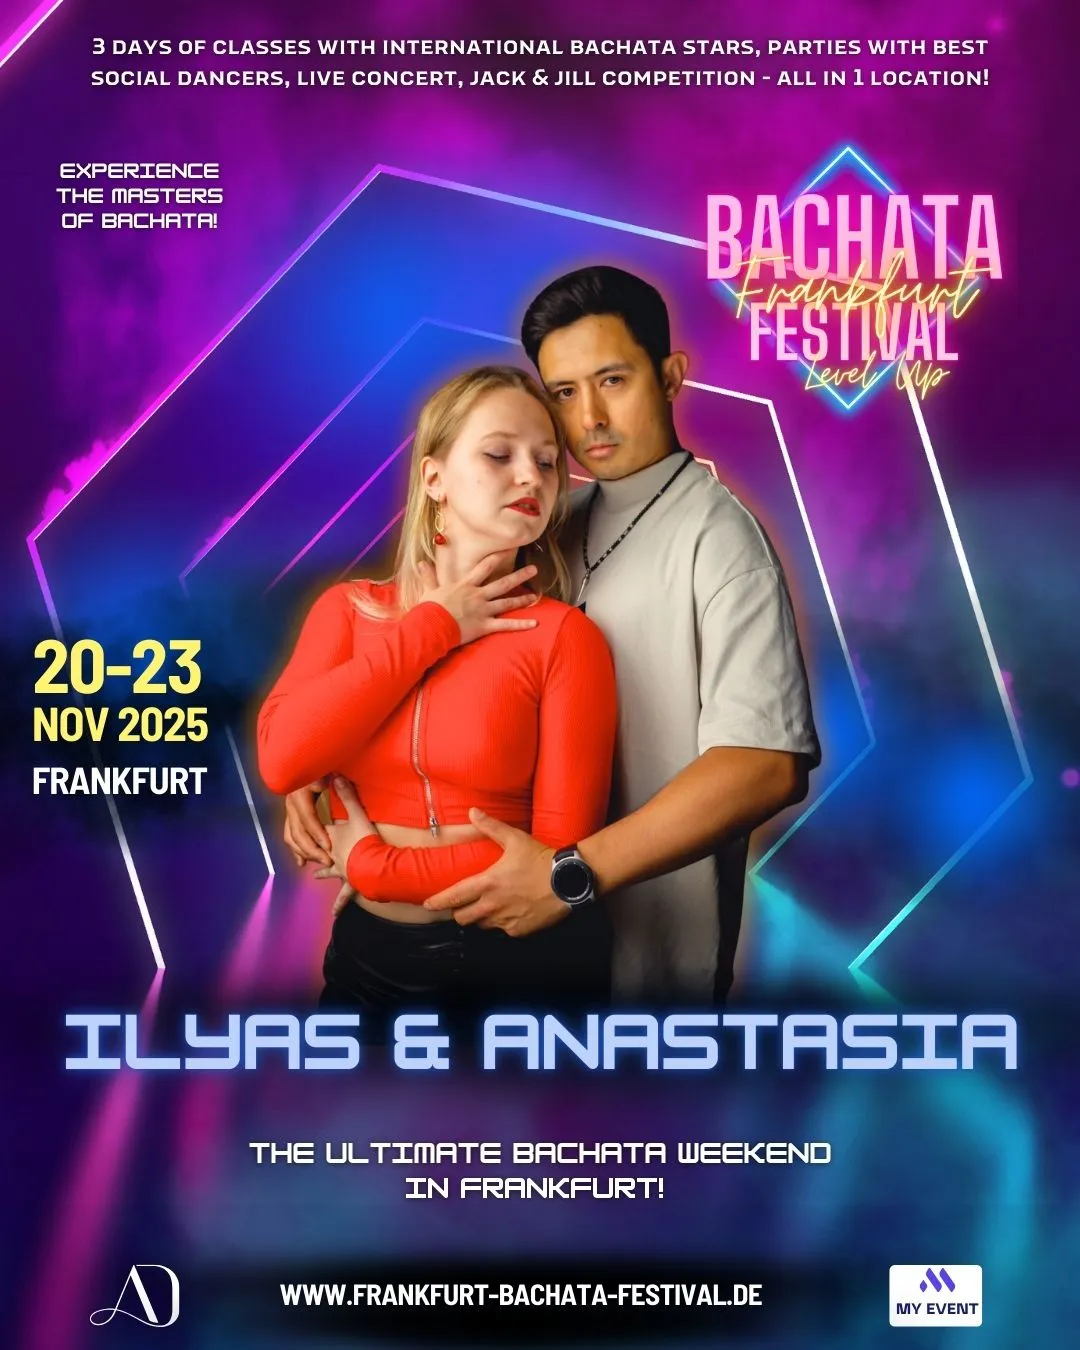 3 DAYS OF CLASSES WITH INTERNATIONAL BACHATA STARS, PARTIES WITH BEST
SOCIAL DANCERS, LIVE CONCERT, JACK & JILL COMPETITION - ALL IN 1 LOCATION!
EXPERIENCE
THE MASTERS
OF BACHATA!
BACHATA
Frankfurt
FESTIVAL
Level Up
20-23
NOV 2025
FRANKFURT
ILYAS & ANASTASIA
THE ULTIMATE BACHATA WEEKEND
IN FRANKFURT!
AD
WWW.FRANKFURT-BACHATA-FESTIVAL.DE
MY EVENT